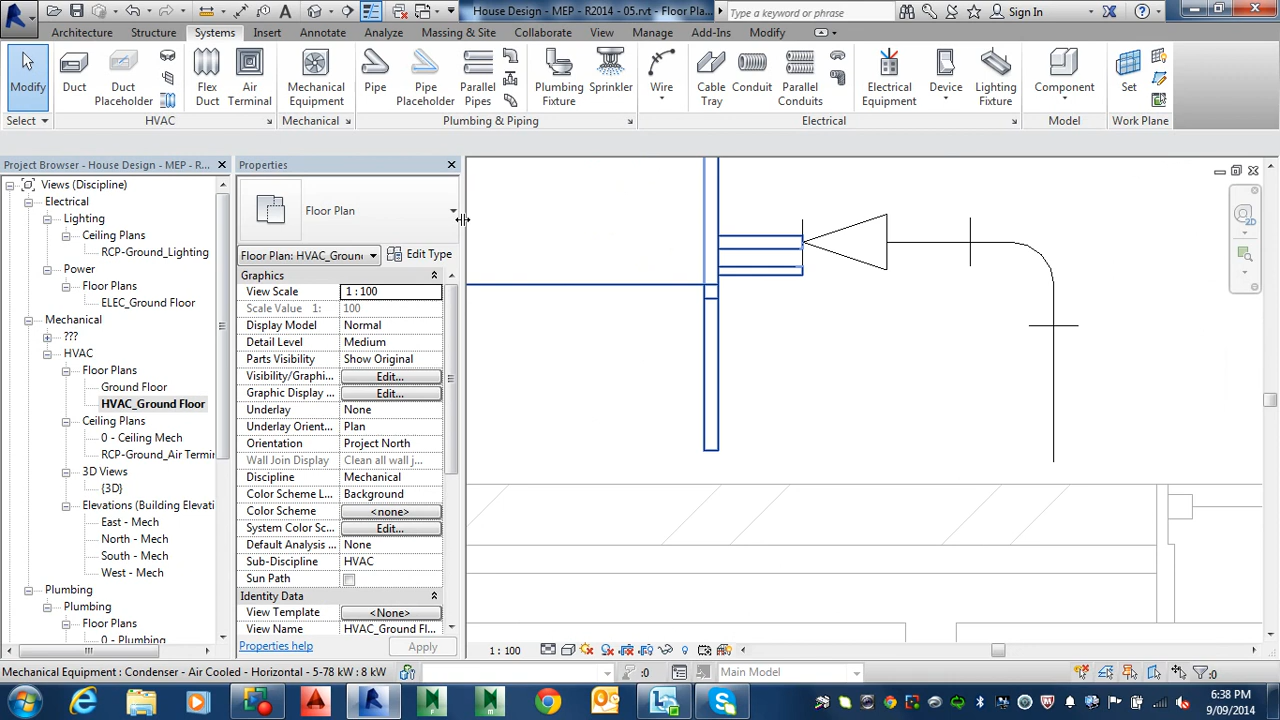 House Design - MEP - R2014 - 05.rvt - Floor Pla...
Type a keyword or phrase
Sign In
Architecture
Structure
Systems
Insert
Annotate
Analyze
Massing & Site
Collaborate
View
Manage
Add-Ins
Modify
Modify
Duct
Duct Placeholder
Flex Duct
Air Terminal
Mechanical Equipment
Pipe
Pipe Placeholder
Parallel Pipes
Plumbing Fixture
Sprinkler
Wire
Cable Tray
Conduit
Parallel Conduits
Electrical Equipment
Device
Lighting Fixture
Component
Set
Select
HVAC
Mechanical
Plumbing & Piping
Electrical
Model
Work Plane
Project Browser - House Design - MEP - R...
Views (Discipline)
Electrical
Lighting
Ceiling Plans
RCP-Ground_Lighting
Power
Floor Plans
ELEC_Ground Floor
Mechanical
???
HVAC
Floor Plans
Ground Floor
HVAC_Ground Floor
Ceiling Plans
0 - Ceiling Mech
RCP-Ground_Air Termi
3D Views
{3D}
Elevations (Building Elevati
East - Mech
North - Mech
South - Mech
West - Mech
Plumbing
Plumbing
Floor Plans
0 - Plumbing
Properties
Floor Plan
Floor Plan: HVAC_Groun
Edit Type
Graphics
View Scale 1 : 100
Scale Value 1: 100
Display Model Normal
Detail Level Medium
Parts Visibility Show Original
Visibility/Graphi... Edit...
Graphic Display ... Edit...
Underlay None
Underlay Orient... Plan
Orientation Project North
Wall Join Display Clean all wall j...
Discipline Mechanical
Color Scheme L... Background
Color Scheme <none>
System Color Sc... Edit...
Default Analysis ... None
Sub-Discipline HVAC
Sun Path
Identity Data
View Template <None>
View Name HVAC_Ground Fl...
Properties help
Apply
1 : 100
Mechanical Equipment : Condenser - Air Cooled - Horizontal - 5-78 kW : 8 kW
:0
Main Model
:0
6:38 PM
9/09/2014